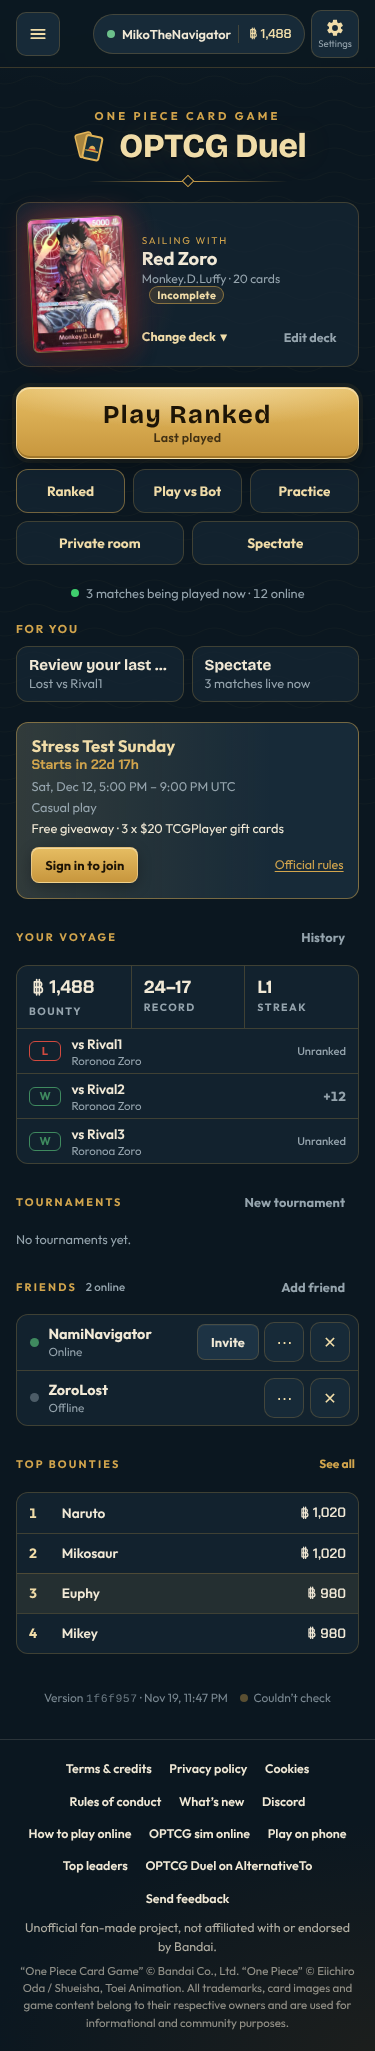 MikoTheNavigator
฿ 1,488
Settings
ONE PIECE CARD GAME
OPTCG Duel
SAILING WITH
Red Zoro
Monkey.D.Luffy · 20 cards
Incomplete
Change deck ▾
Edit deck
5000
Monkey.D.Luffy
Play Ranked
Last played
Ranked
Play vs Bot
Practice
Private room
Spectate
3 matches being played now · 12 online
FOR YOU
Review your last ...
Lost vs Rival1
Spectate
3 matches live now
Stress Test Sunday
Starts in 22d 17h
Sat, Dec 12, 5:00 PM – 9:00 PM UTC
Casual play
Free giveaway · 3 x $20 TCGPlayer gift cards
Sign in to join
Official rules
YOUR VOYAGE
History
฿ 1,488
BOUNTY
24–17
RECORD
L1
STREAK
L
vs Rival1
Roronoa Zoro
Unranked
W
vs Rival2
Roronoa Zoro
+12
W
vs Rival3
Roronoa Zoro
Unranked
TOURNAMENTS
New tournament
No tournaments yet.
FRIENDS 2 online
Add friend
NamiNavigator
Online
Invite
⋯
✕
ZoroLost
Offline
⋯
✕
TOP BOUNTIES
See all
1 Naruto ฿ 1,020
2 Mikosaur ฿ 1,020
3 Euphy ฿ 980
4 Mikey ฿ 980
Version 1f6f957 · Nov 19, 11:47 PM
Couldn't check
Terms & credits Privacy policy Cookies
Rules of conduct What's new Discord
How to play online OPTCG sim online Play on phone
Top leaders OPTCG Duel on AlternativeTo
Send feedback
Unofficial fan-made project, not affiliated with or endorsed
by Bandai.
“One Piece Card Game” © Bandai Co., Ltd. “One Piece” © Eiichiro
Oda / Shueisha, Toei Animation. All trademarks, card images and
game content belong to their respective owners and are used for
informational and community purposes.